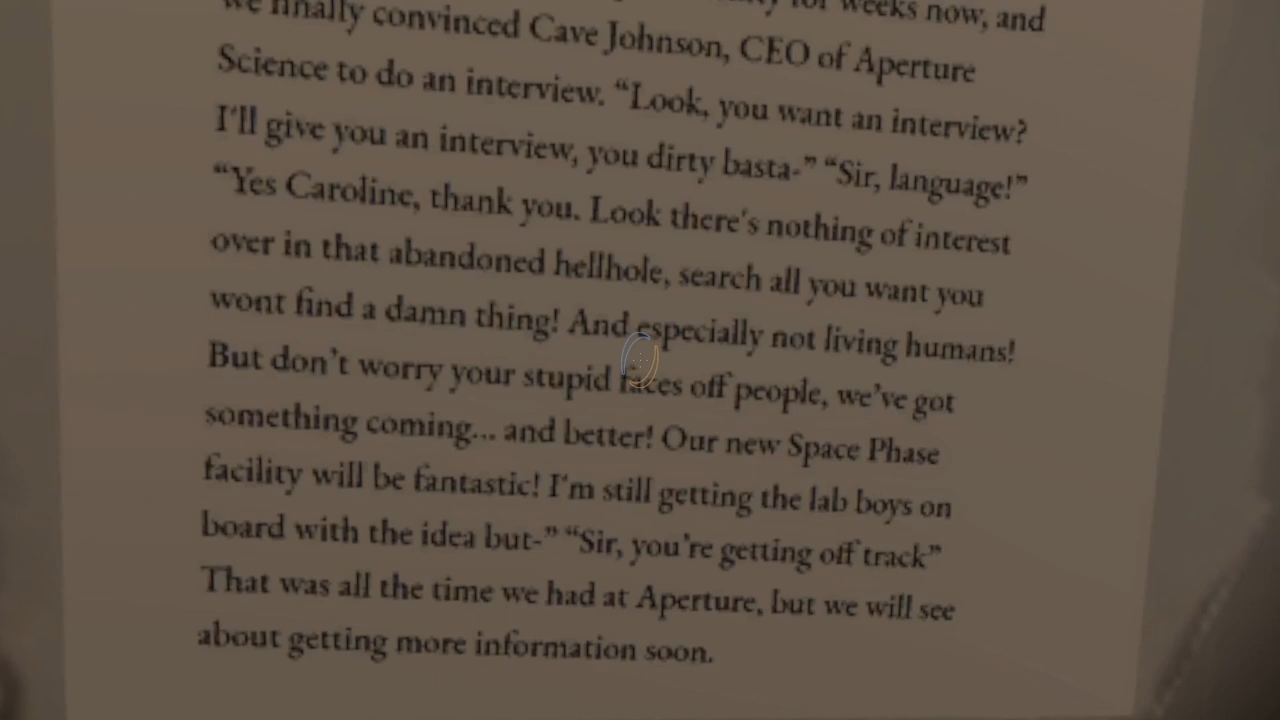 for weeks now, and
we finally convinced Cave Johnson, CEO of Aperture
Science to do an interview. “Look, you want an interview?
I'll give you an interview, you dirty basta-” “Sir, language!”
“Yes Caroline, thank you. Look there's nothing of interest
over in that abandoned hellhole, search all you want you
wont find a damn thing! And especially not living humans!
But don’t worry your stupid faces off people, we’ve got
something coming... and better! Our new Space Phase
facility will be fantastic! I'm still getting the lab boys on
board with the idea but-” “Sir, you’re getting off track”
That was all the time we had at Aperture, but we will see
about getting more information soon.